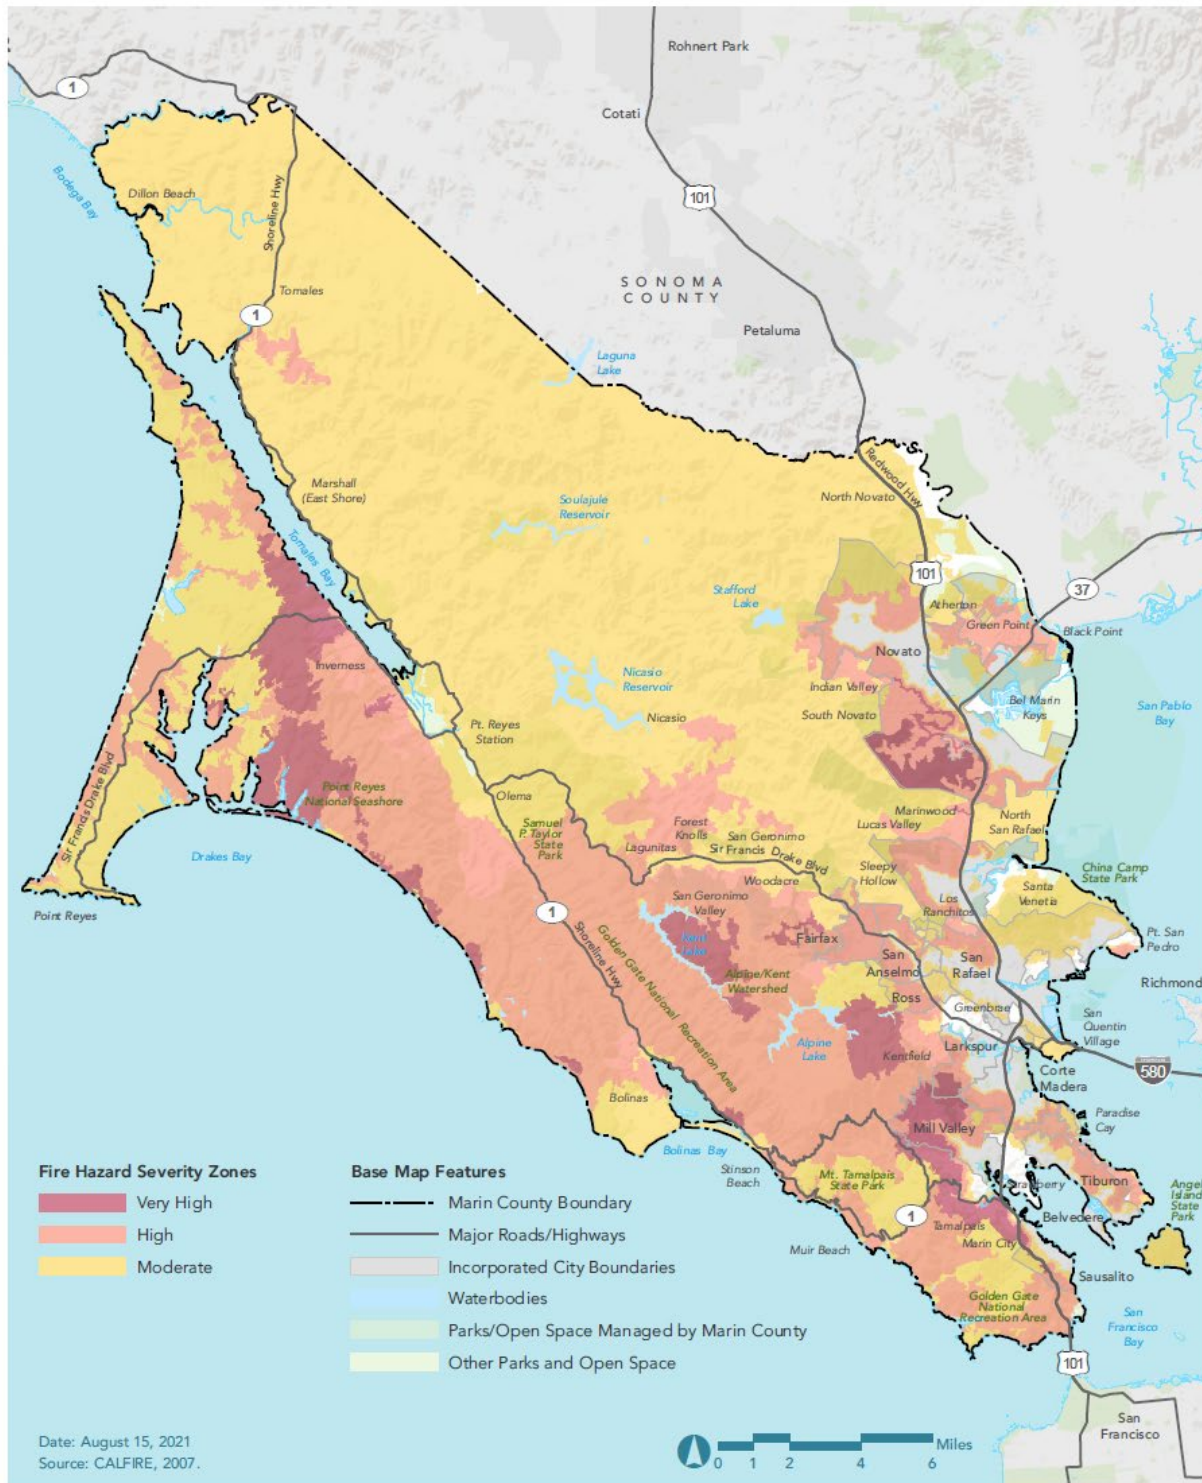 Rohnert Park
1
Cotati
101
Bodega Bay
Dillon Beach
Shoreline Hwy
SONOMA
COUNTY
Tomales
1
Petaluma
Laguna
Lake
Redwood Hwy
Marshall
(East Shore)
North Novato
Soulajule
Reservoir
Tomales Bay
101
Stafford
Lake
37
Atherton
Green Point
Black Point
Novato
Inverness
Nicasio
Reservoir
Indian Valley
Bel Marin
Keys
San Pablo
Bay
Nicasio
South Novato
Pt. Reyes
Station
Point Reyes
National Seashore
Olema
Sir Francis Drake Blvd
Samuel
P. Taylor
State
Park
Forest
Knolls
Marinwood
Lucas Valley
North
San Rafael
San Geronimo
Lagunitas
Sir Francis Drake Blvd
Drakes Bay
Sleepy
Hollow
China Camp
State Park
Woodacre
Santa
Venetia
San Geronimo
Valley
Los
Ranchitos
Point Reyes
1
Shoreline Hwy
Golden Gate National Recreation Area
Kent
Lake
Fairfax
San
Anselmo
San
Rafael
Pt. San
Pedro
Alpine/Kent
Watershed
Richmond
Ross
Greenbrae
San
Quentin
Village
Alpine
Lake
Larkspur
Kentfield
580
Corte
Madera
Bolinas
Paradise
Cay
Mill Valley
Bolinas Bay
Stinson
Beach
Mt. Tamalpais
State Park
Strawberry
Tiburon
Angel
Island
State
Park
Belvedere
1
Tamalpais
Marin City
Muir Beach
Sausalito
Golden Gate
National
Recreation Area
San
Francisco
Bay
101
San
Francisco
Fire Hazard Severity Zones
Very High
High
Moderate
Base Map Features
Marin County Boundary
Major Roads/Highways
Incorporated City Boundaries
Waterbodies
Parks/Open Space Managed by Marin County
Other Parks and Open Space
Date: August 15, 2021
Source: CALFIRE, 2007.
0 1 2 4 6
Miles